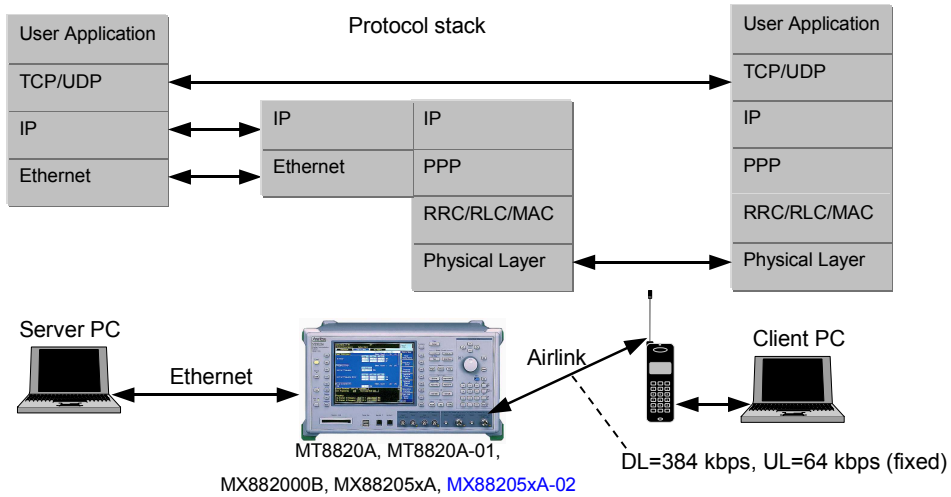 Protocol stack
User Application
TCP/UDP
IP
Ethernet
IP
Ethernet
IP
PPP
RRC/RLC/MAC
Physical Layer
User Application
TCP/UDP
IP
PPP
RRC/RLC/MAC
Physical Layer
Server PC
Ethernet
Airlink
Client PC
MT8820A, MT8820A-01,
MX882000B, MX88205xA, MX88205xA-02
DL=384 kbps, UL=64 kbps (fixed)